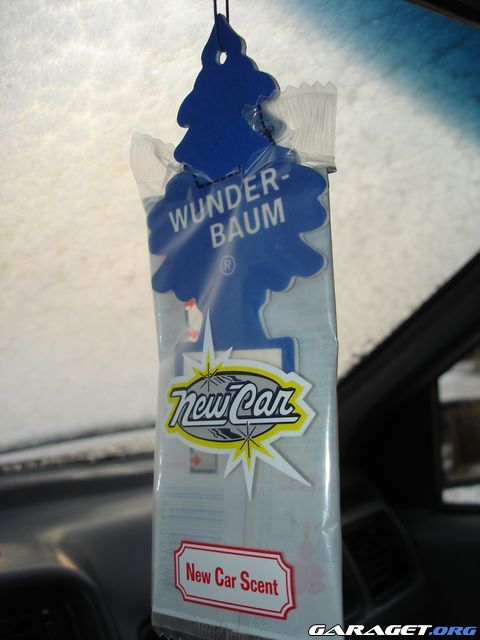 WUNDER-
BAUM
®
New Car
New Car Scent
GARAGET.ORG